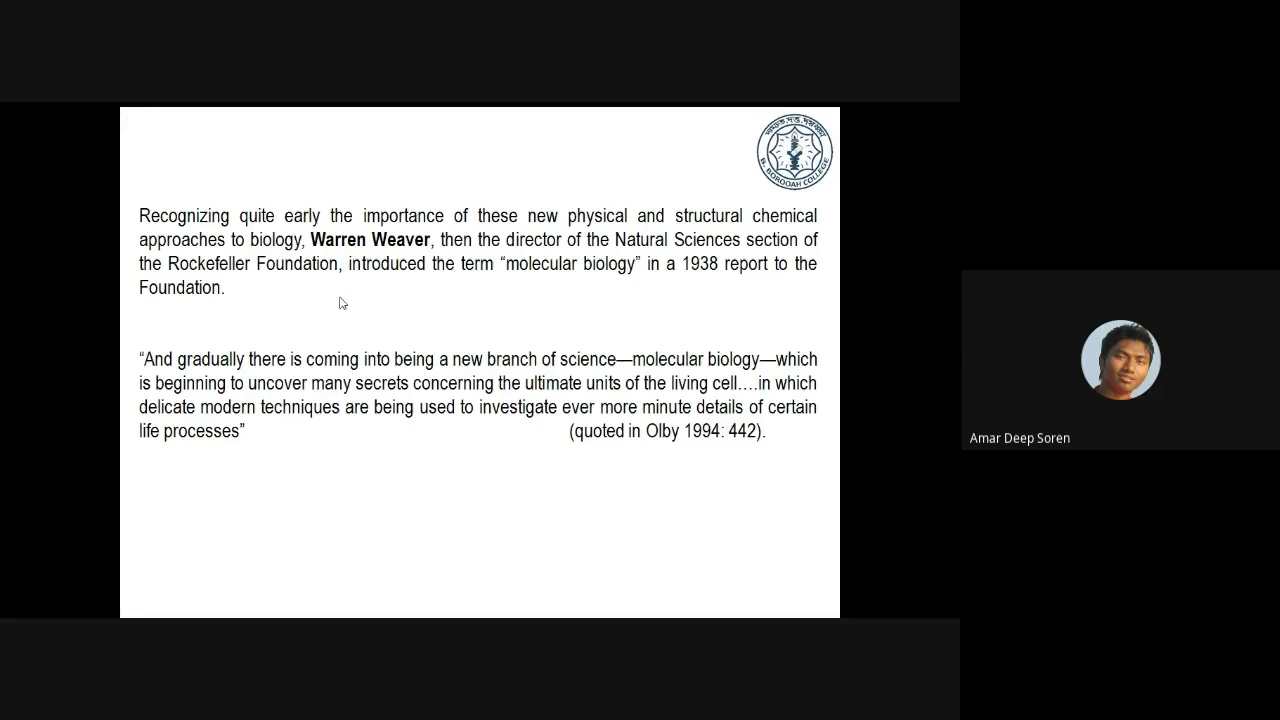 B. BOROOAH COLLEGE
Recognizing quite early the importance of these new physical and structural chemical
approaches to biology, Warren Weaver, then the director of the Natural Sciences section of
the Rockefeller Foundation, introduced the term “molecular biology” in a 1938 report to the
Foundation.
“And gradually there is coming into being a new branch of science—molecular biology—which
is beginning to uncover many secrets concerning the ultimate units of the living cell….in which
delicate modern techniques are being used to investigate ever more minute details of certain
life processes” (quoted in Olby 1994: 442).
Amar Deep Soren